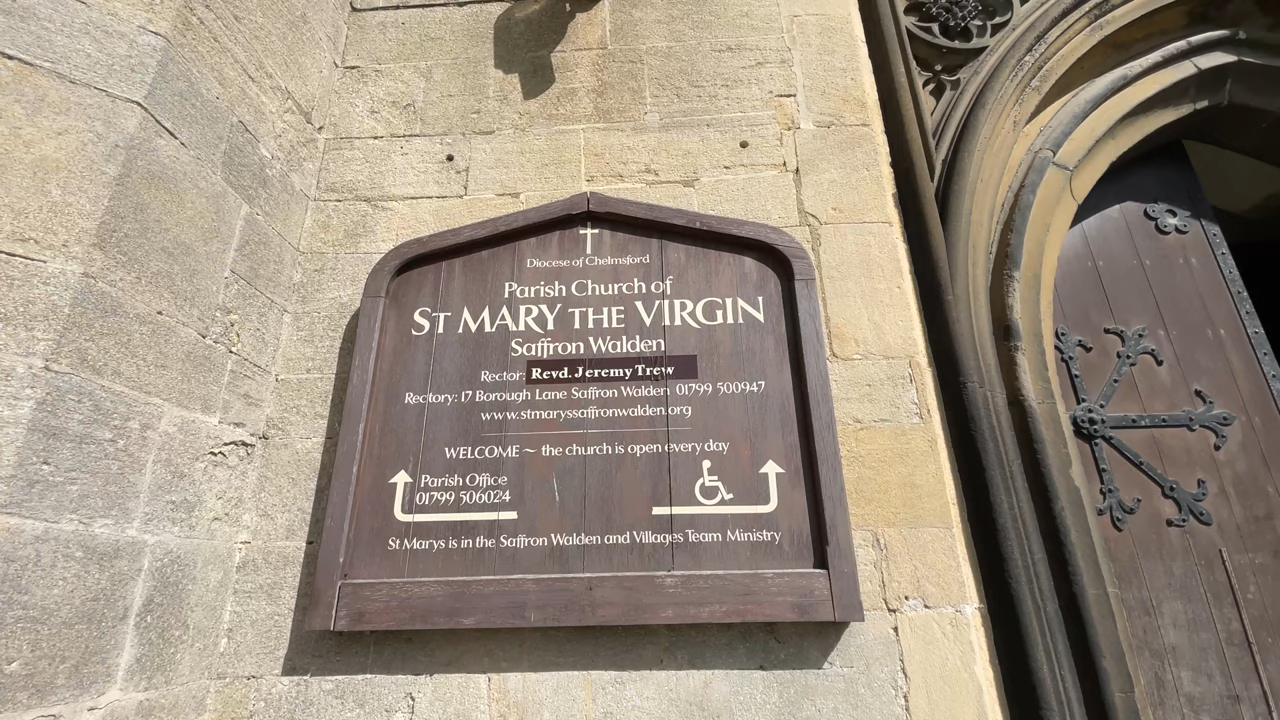 Diocese of Chelmsford
Parish Church of
ST MARY THE VIRGIN
Saffron Walden
Rector: Revd. Jeremy Trew
Rectory: 17 Borough Lane Saffron Walden 01799 500947
www.stmaryssaffronwalden.org
WELCOME ~ the church is open every day
Parish Office
01799 506024
St Marys is in the Saffron Walden and Villages Team Ministry